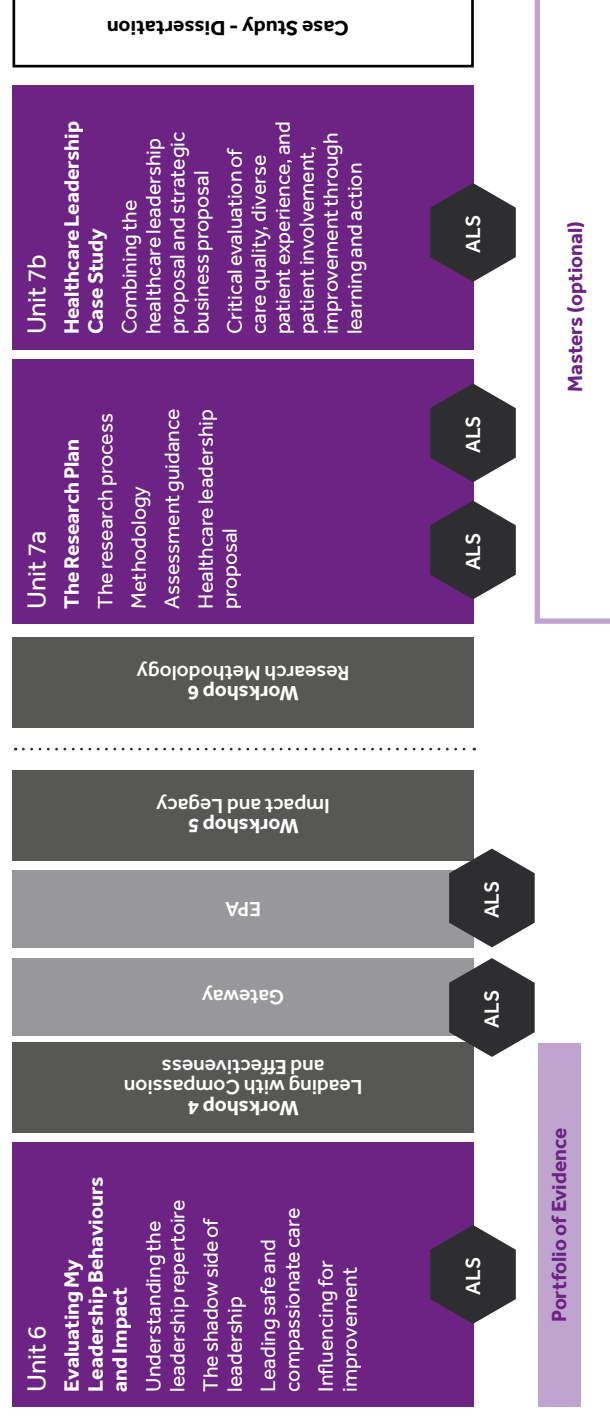 Unit 6
Evaluating My
Leadership Behaviours
and Impact
Understanding the
leadership repertoire
The shadow side of
leadership
Leading safe and
compassionate care
Influencing for
improvement
ALS
Portfolio of Evidence
Workshop 4
Leading with Compassion
and Effectiveness
Gateway
ALS
EPA
ALS
Workshop 5
Impact and Legacy
Workshop 6
Research Methodology
Unit 7a
The Research Plan
The research process
Methodology
Assessment guidance
Healthcare leadership
proposal
ALS
ALS
Unit 7b
Healthcare Leadership
Case Study
Combining the
healthcare leadership
proposal and strategic
business proposal
Critical evaluation of
care quality, diverse
patient experience, and
patient involvement,
improvement through
learning and action
ALS
Case Study - Dissertation
Masters (optional)